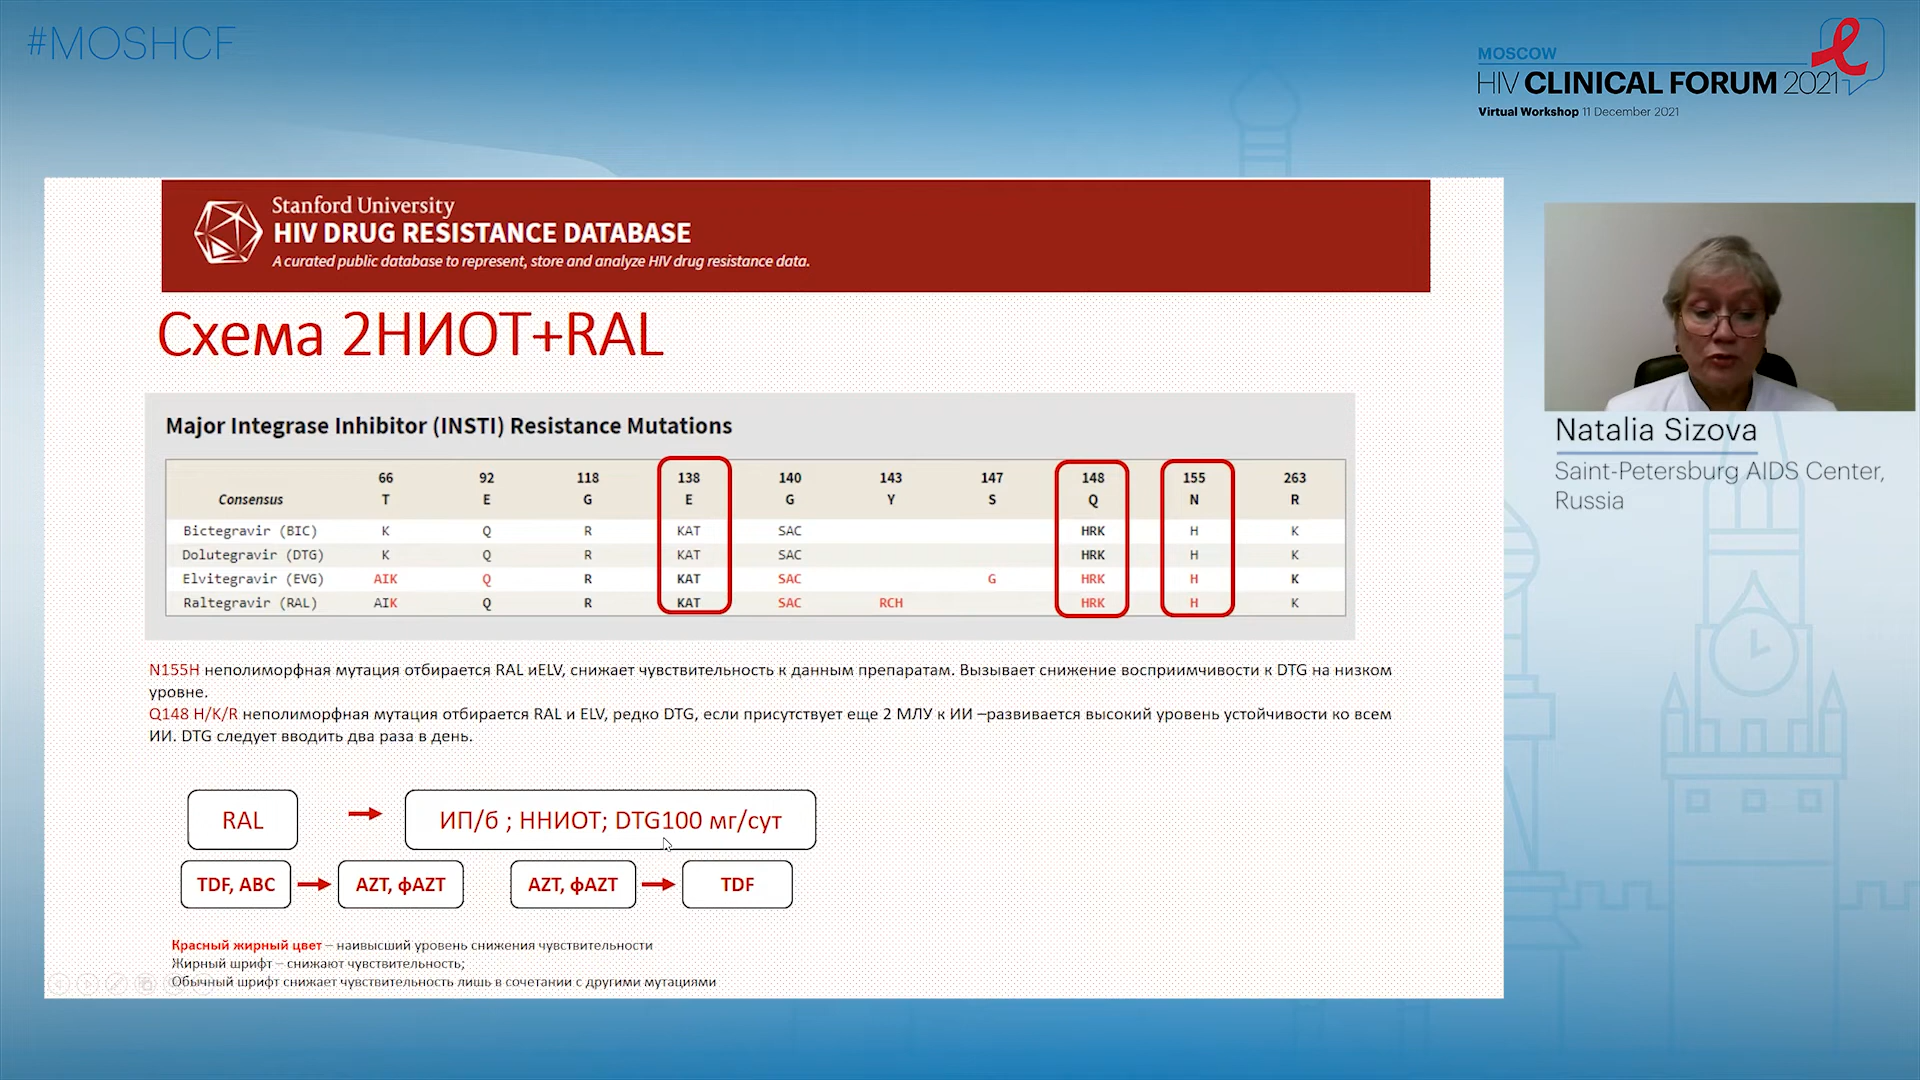 #MOSHCF
MOSCOW
HIV CLINICAL FORUM 2021
Virtual Workshop 11 December 2021
Stanford University
HIV DRUG RESISTANCE DATABASE
A curated public database to represent, store and analyze HIV drug resistance data.
Схема 2НИОТ+RAL
Major Integrase Inhibitor (INSTI) Resistance Mutations
66 92 118 138 140 143 147 148 155 263
Consensus T E G E G Y S Q N R
Bictegravir (BIC) K Q R KAT SAC HRK H K
Dolutegravir (DTG) K Q R KAT SAC HRK H K
Elvitegravir (EVG) AIK Q R KAT SAC G HRK H K
Raltegravir (RAL) AIK Q R KAT SAC RCH HRK H K
N155H неполиморфная мутация отбирается RAL иELV, снижает чувствительность к данным препаратам. Вызывает снижение восприимчивости к DTG на низком
уровне.
Q148 H/K/R неполиморфная мутация отбирается RAL и ELV, редко DTG, если присутствует еще 2 МЛУ к ИИ –развивается высокий уровень устойчивости ко всем
ИИ. DTG следует вводить два раза в день.
RAL ИП/б ; ННИОТ; DTG100 мг/сут
TDF, ABC AZT, фAZT AZT, фAZT TDF
Красный жирный цвет – наивысший уровень снижения чувствительности
Жирный шрифт – снижают чувствительность;
Обычный шрифт снижает чувствительность лишь в сочетании с другими мутациями
Natalia Sizova
Saint-Petersburg AIDS Center,
Russia